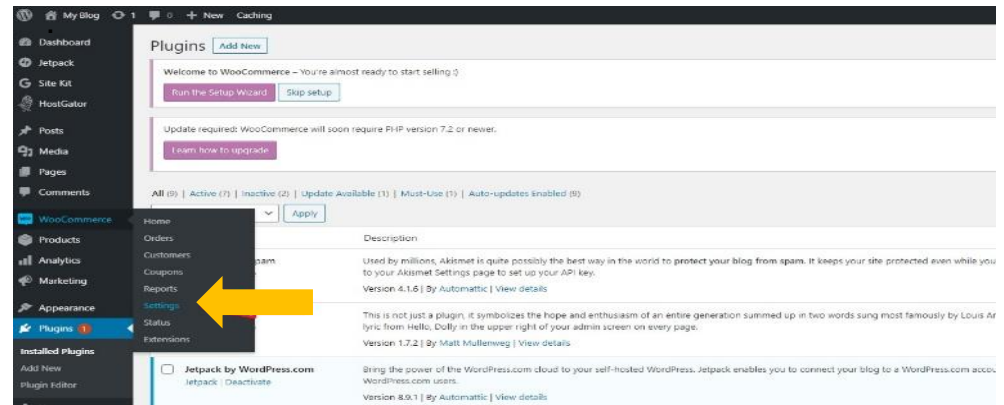 My Blog 1 0 + New Caching
Dashboard
Jetpack
Site Kit
HostGator
Posts
Media
Pages
Comments
WooCommerce
Products
Analytics
Marketing
Appearance
Plugins 1
Installed Plugins
Add New
Plugin Editor
Home
Orders
Customers
Coupons
Reports
Settings
Status
Extensions
Plugins Add New
Welcome to WooCommerce – You're almost ready to start selling :)
Run the Setup Wizard Skip setup
Update required: WooCommerce will soon require PHP version 7.2 or newer.
Learn how to upgrade
All (9) | Active (7) | Inactive (2) | Update Available (1) | Must-Use (1) | Auto-updates Enabled (9)
Apply
Description
pam
Used by millions, Akismet is quite possibly the best way in the world to protect your blog from spam. It keeps your site protected even while you
to your Akismet Settings page to set up your API key.
Version 4.1.6 | By Automattic | View details
This is not just a plugin, it symbolizes the hope and enthusiasm of an entire generation summed up in two words sung most famously by Louis Ar
lyric from Hello, Dolly in the upper right of your admin screen on every page.
Version 1.7.2 | By Matt Mullenweg | View details
Jetpack by WordPress.com
Jetpack | Deactivate
Bring the power of the WordPress.com cloud to your self-hosted WordPress. Jetpack enables you to connect your blog to a WordPress.com accou
WordPress.com users.
Version 8.9.1 | By Automattic | View details